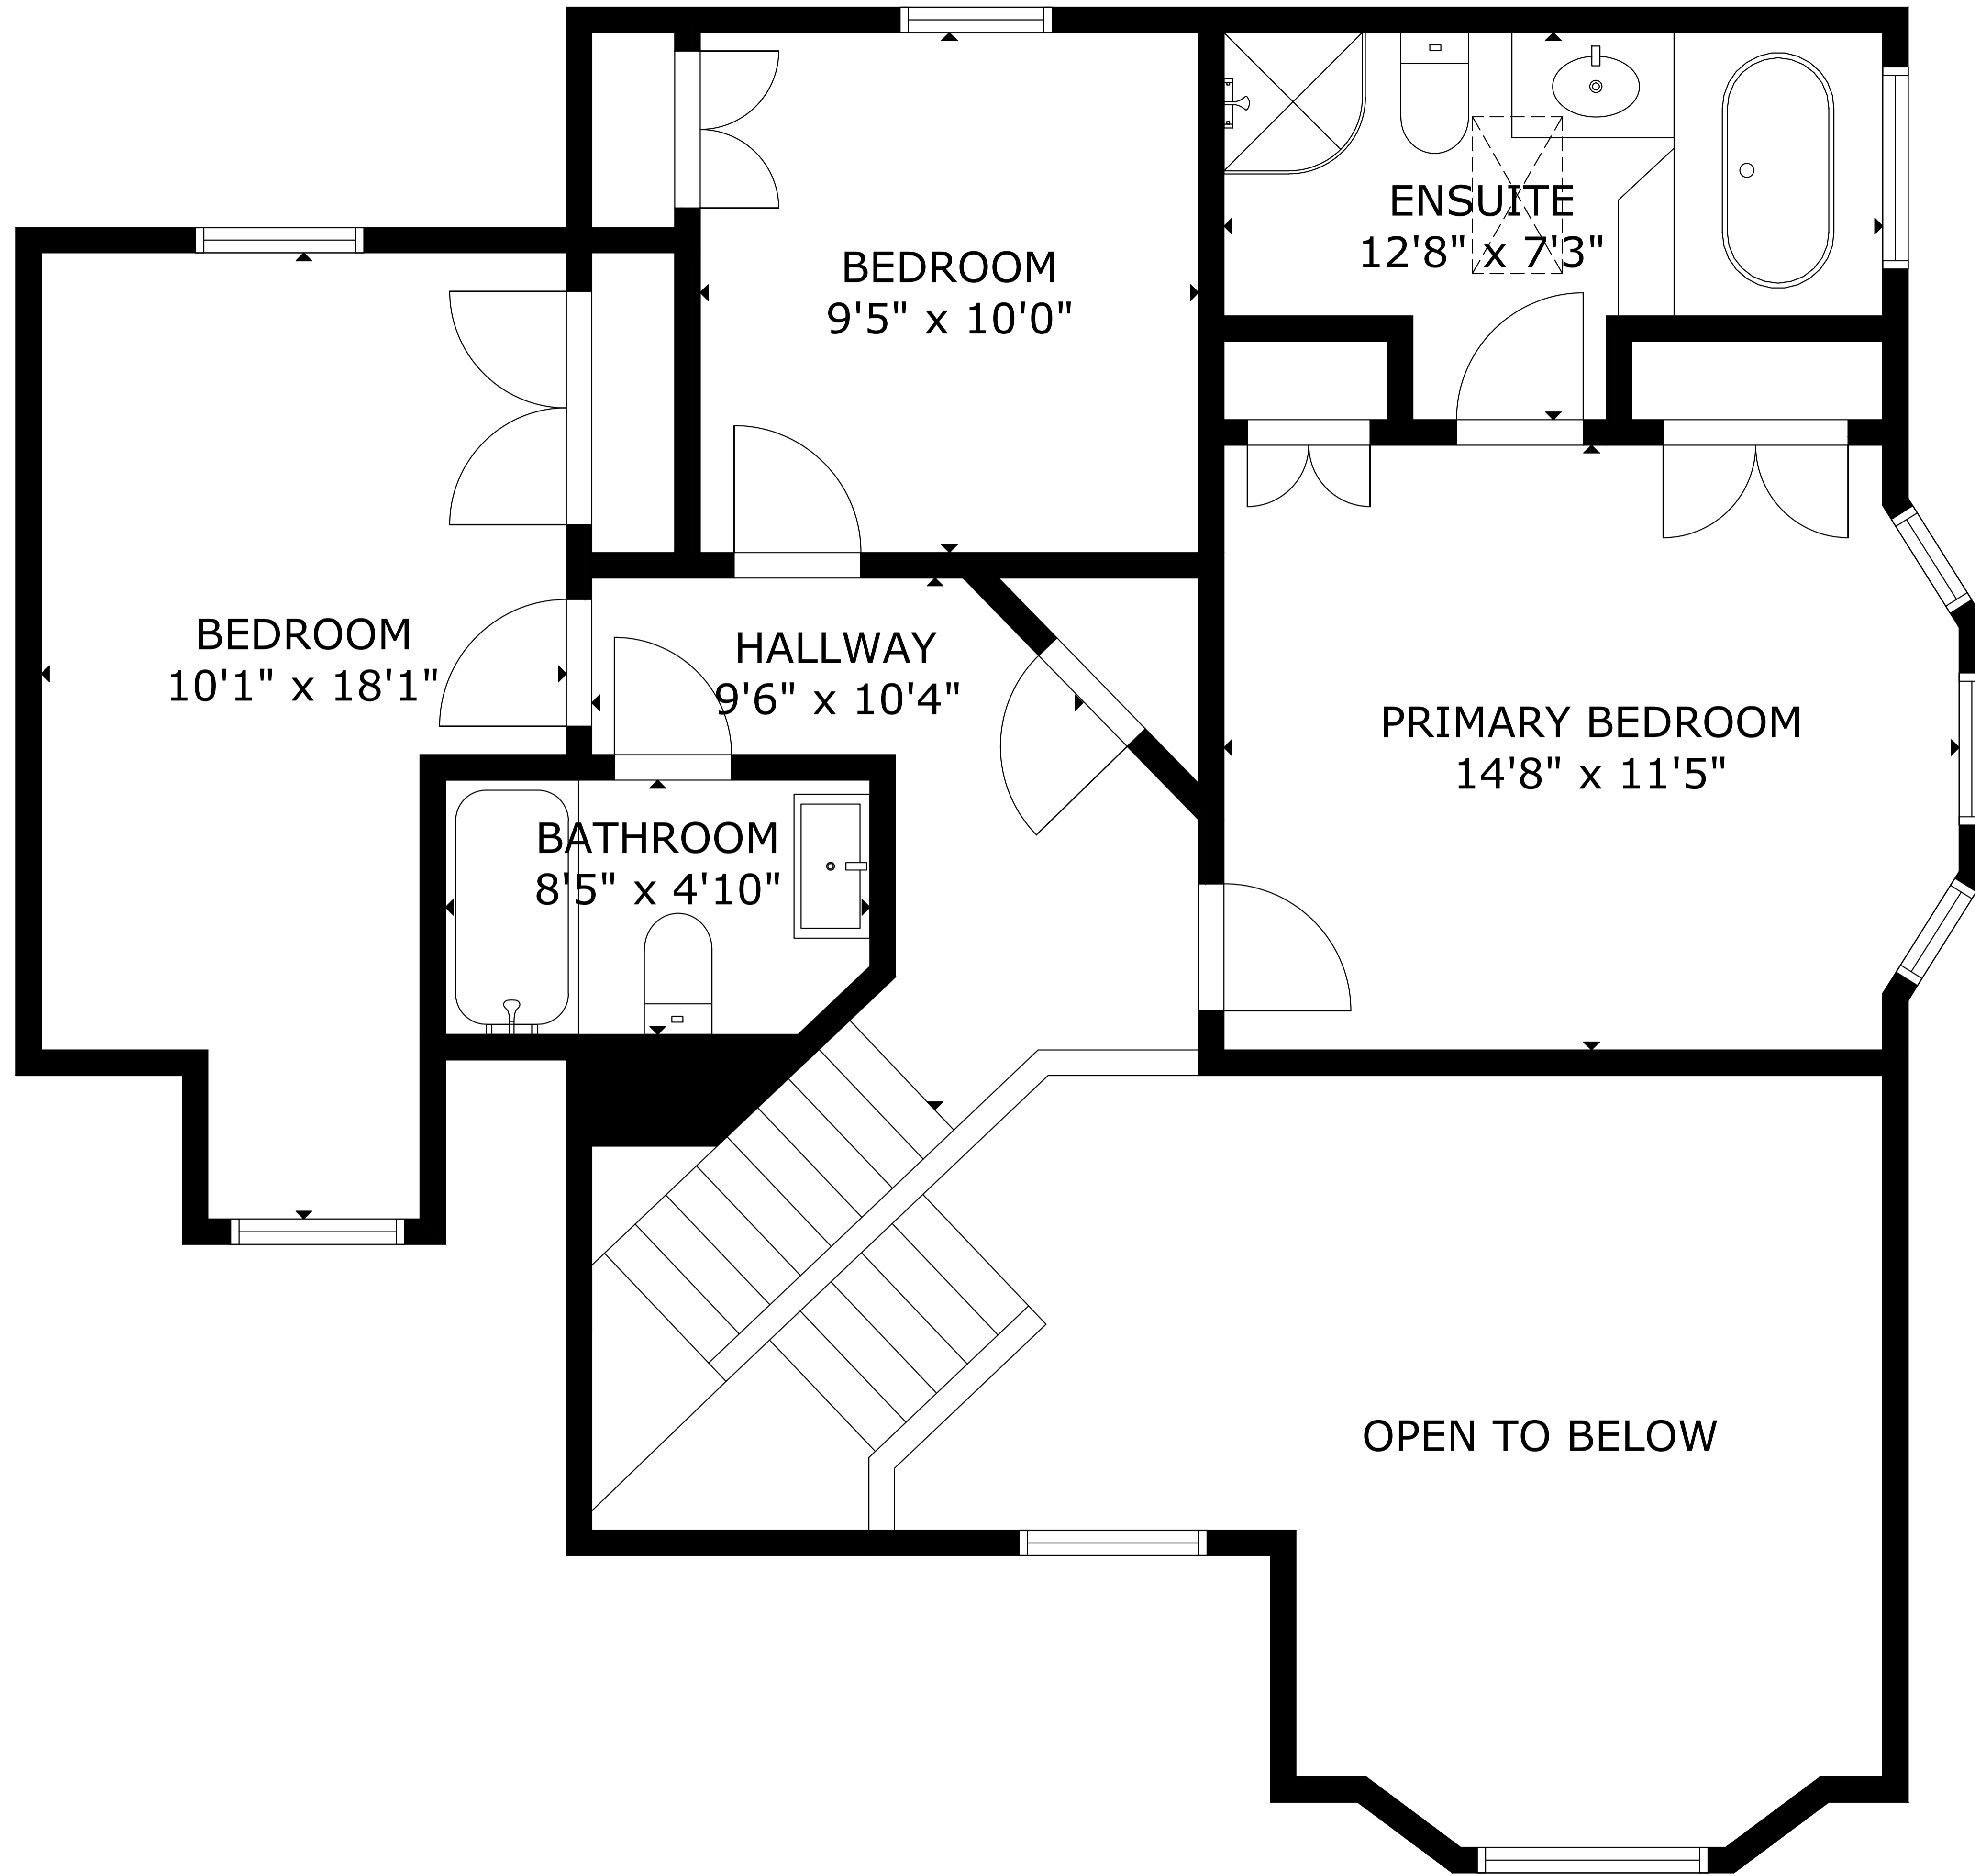 ENSUITE
12'8" x 7'3"
BEDROOM
9'5" x 10'0"
BEDROOM
10'1" x 18'1"
HALLWAY
9'6" x 10'4"
PRIMARY BEDROOM
14'8" x 11'5"
BATHROOM
8'5" x 4'10"
OPEN TO BELOW